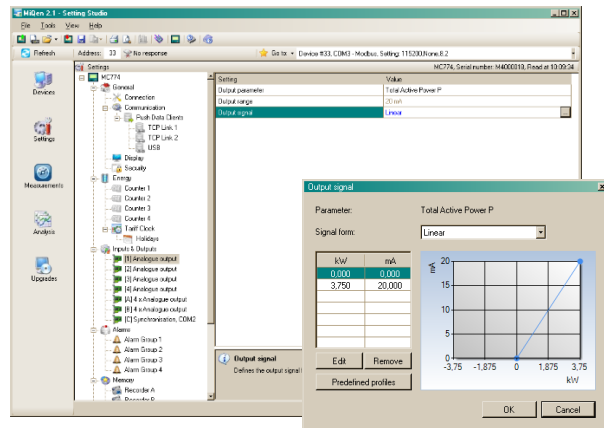 MiQen 2.1 - Setting Studio
File Tools View Help
Refresh
Address: 33 No response
Go to
Device #33, COM3 - Modbus, Setting: 115200,None,8,2
Settings
NC774, Serial number: M4000018, Read at 10:09:34
Devices
Settings
Measurements
Analysis
Upgrades
MC774
General
Connection
Communication
Push Data Clients
TCP Link 1
TCP Link 2
USB
Display
Security
Energy
Counter 1
Counter 2
Counter 3
Counter 4
Tariff Clock
Holidays
Inputs & Outputs
[1] Analogue output
[2] Analogue output
[3] Analogue output
[4] Analogue output
[A] 4 x Analogue output
[B] 4 x Analogue output
[C] Synchronisation, COM2
Alarms
Alarm Group 1
Alarm Group 2
Alarm Group 3
Alarm Group 4
Memory
Recorder A
Setting Value
Output parameter Total Active Power P
Output range 20 mA
Output signal Linear
Output signal
Defines the output signal
Output signal
Parameter: Total Active Power P
Signal form: Linear
kW mA
0,000 0,000
3,750 20,000
Edit Remove
Predefined profiles
mA
20
15
10
5
0
-3,75 -1,875 0 1,875 3,75
kW
OK Cancel